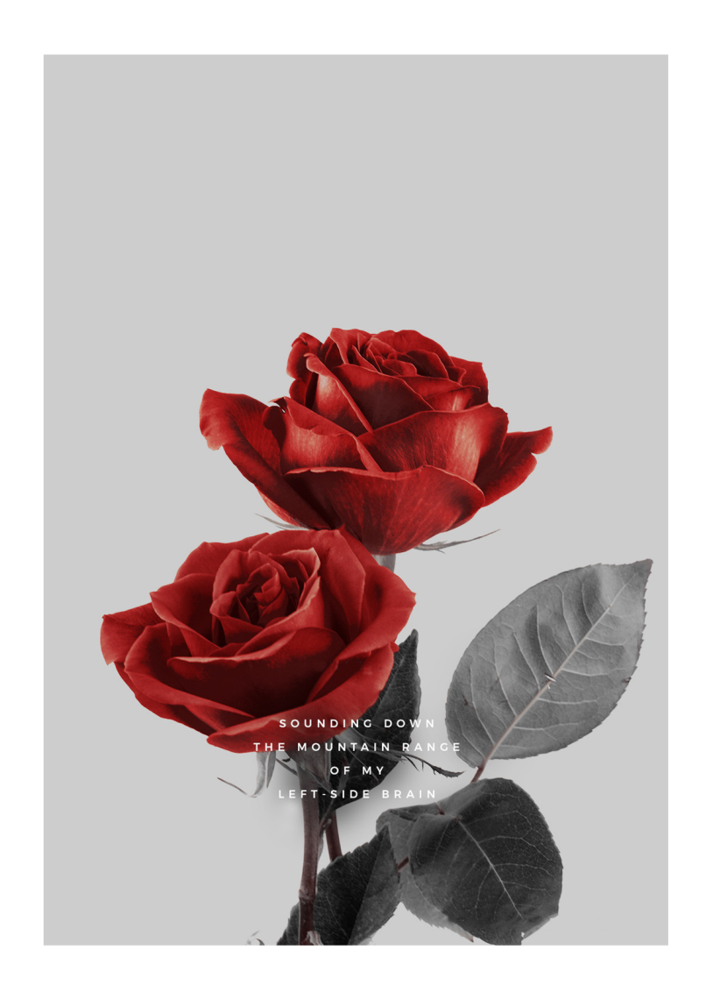 SOUNDING DOWN
THE MOUNTAIN RANGE
OF MY
LEFT-SIDE BRAIN